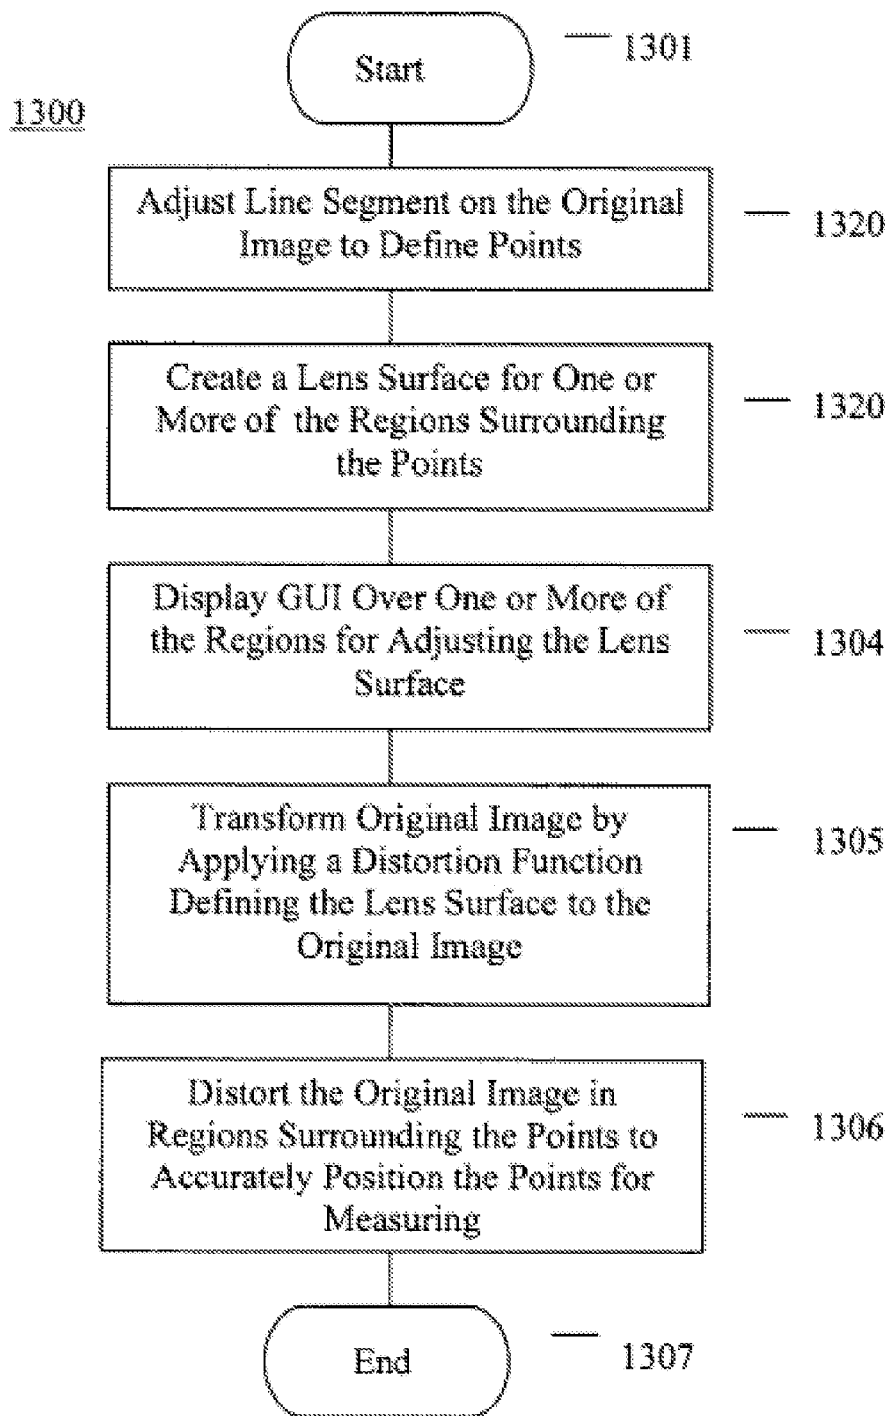 Start
1301
1300
Adjust Line Segment on the Original
Image to Define Points
1320
Create a Lens Surface for One or
More of the Regions Surrounding
the Points
1320
Display GUI Over One or More of
the Regions for Adjusting the Lens
Surface
1304
Transform Original Image by
Applying a Distortion Function
Defining the Lens Surface to the
Original Image
1305
Distort the Original Image in
Regions Surrounding the Points to
Accurately Position the Points for
Measuring
1306
End
1307